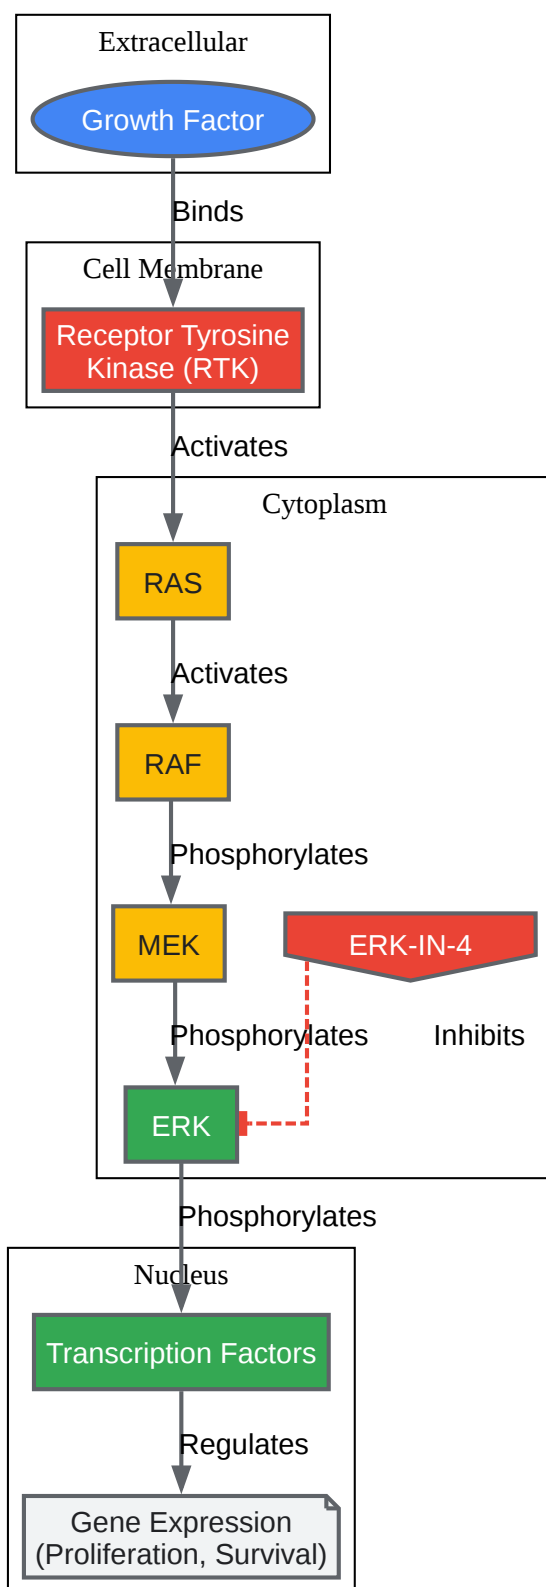 Extracellular
Growth Factor
Binds
Cell Membrane
Receptor Tyrosine
Kinase (RTK)
Activates
Cytoplasm
RAS
Activates
RAF
Phosphorylates
MEK
ERK-IN-4
Phosphorylates
Inhibits
ERK
Phosphorylates
Nucleus
Transcription Factors
Regulates
Gene Expression
(Proliferation, Survival)